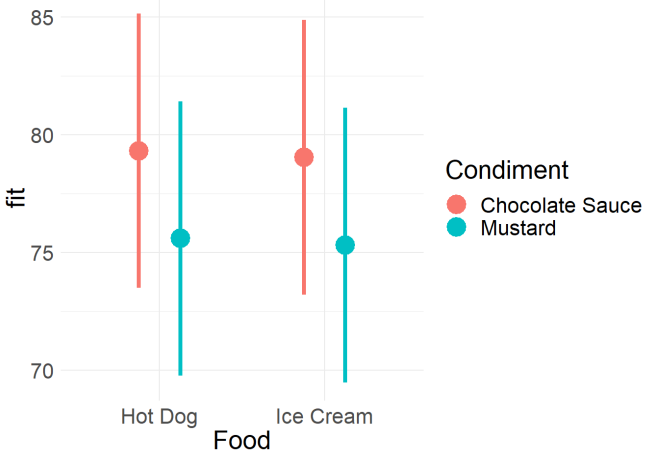 85
80
75
70
fit
Hot Dog
Ice Cream
Food
Condiment
Chocolate Sauce
Mustard